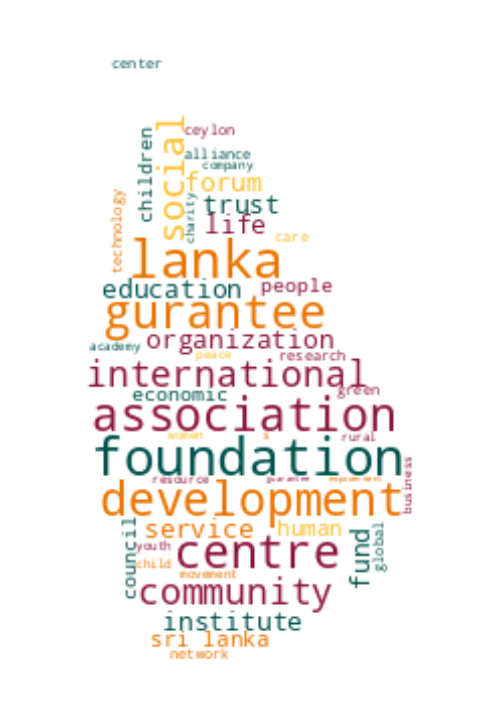 center
ceylon
children
social
alliance
company
forum
technology
charity
trust
life
care
lanka
education
people
gurantee
organization
academy
peace
research
international
green
economic
association
women
rural
foundation
resource
gurantee
empowerment
business
development
service
human
council
youth
centre
fund
global
child
movement
community
institute
sri lanka
network